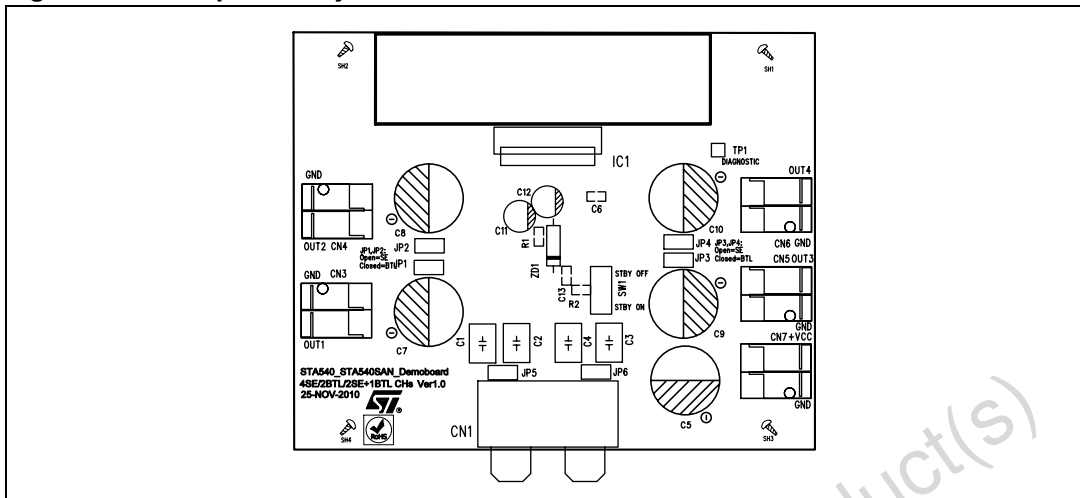 SH2
SH1
IC1
TP1
DIAGNOSTIC
GND
OUT2 CN4
C8
C12
C11
C6
R1
ZD1
C10
OUT4
CN6 GND
JP1,JP2:
Open=SE
Closed=BTL
JP2
JP1
JP4
JP3
JP3,JP4:
Open=SE
Closed=BTL
CN5 OUT3
GND
GND CN3
OUT1
C7
C13
R2
STBY OFF
SW1
STBY ON
C9
CN7 +VCC
GND
C1
C2
C4
C3
JP5
JP6
C5
STA540_STA540SAN_Demoboard
4SE/2BTL/2SE+1BTL CHs Ver1.0
25-NOV-2010
ST
RoHS
SH4
CN1
SH3
duct(s)